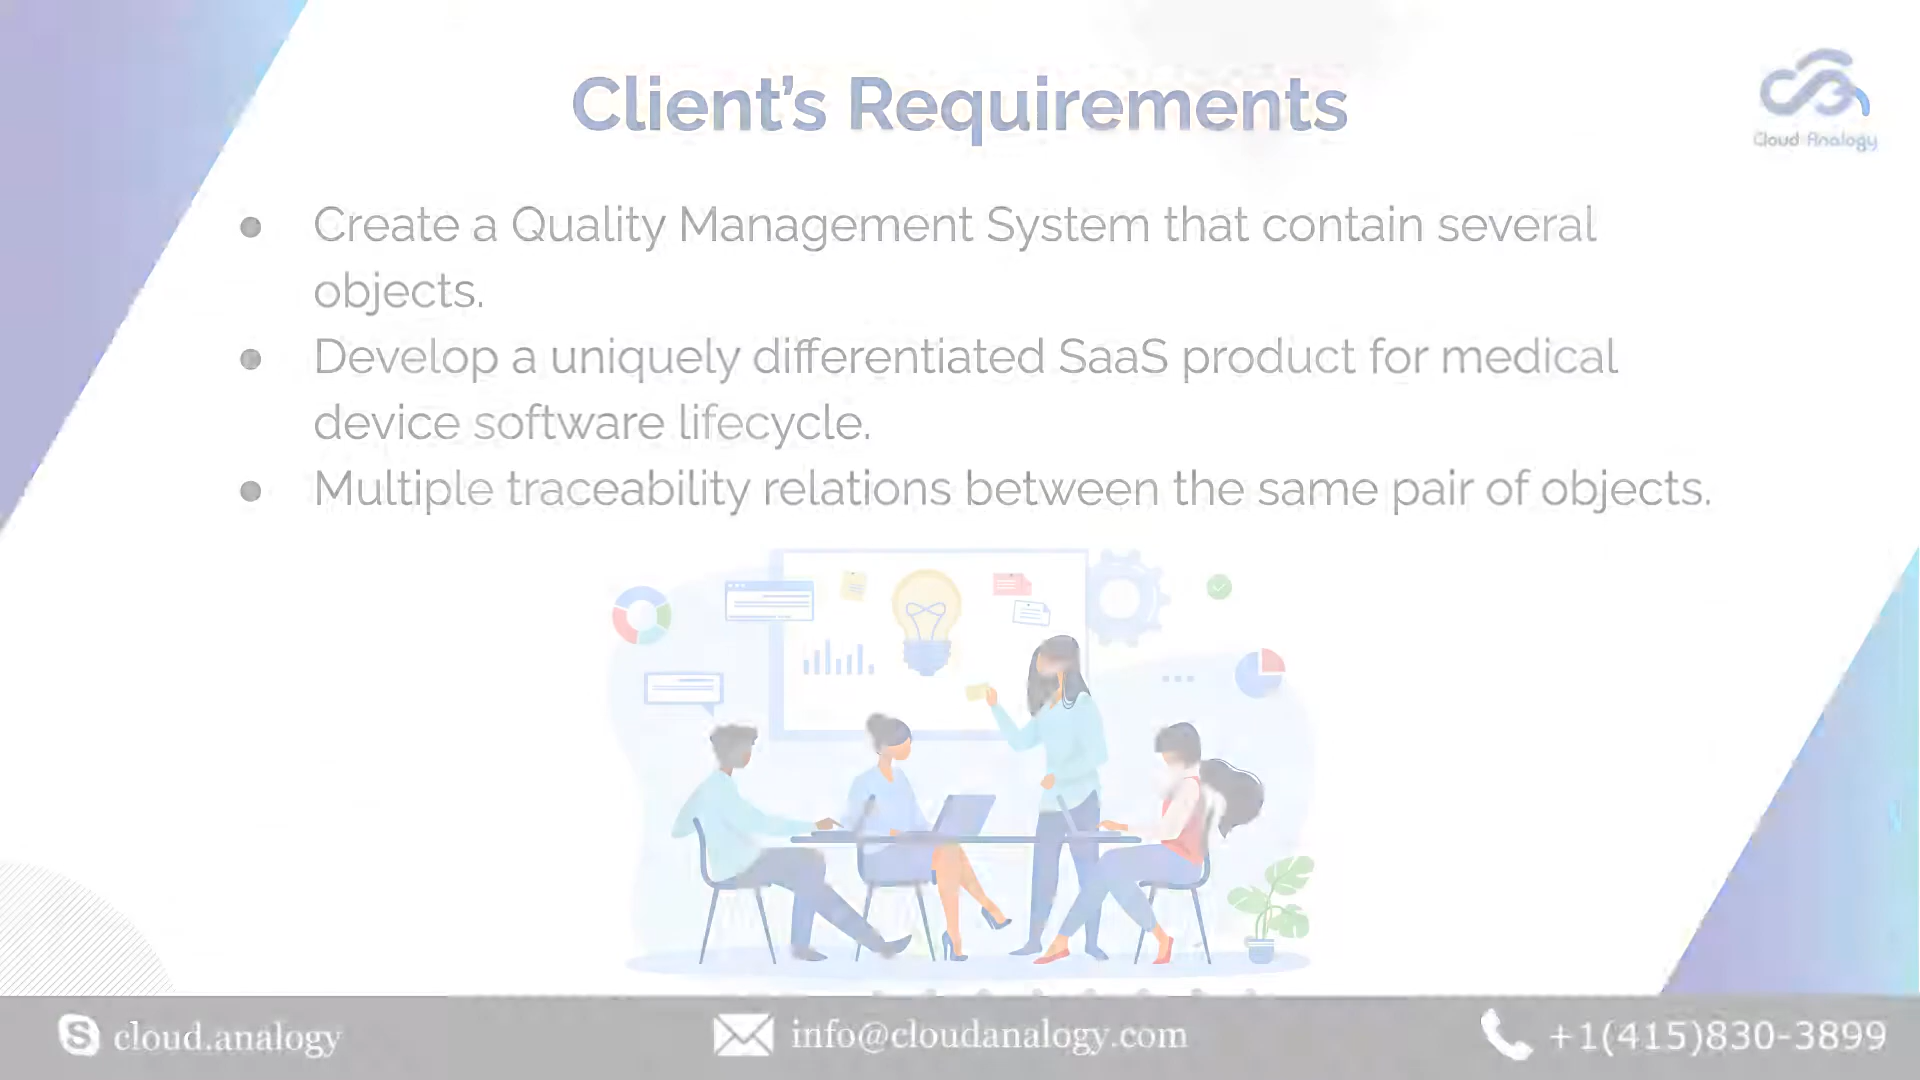 Client's Requirements
Cloud Analogy
● Create a Quality Management System that contain several
objects.
● Develop a uniquely differentiated SaaS product for medical
device software lifecycle.
● Multiple traceability relations between the same pair of objects.
cloud.analogy
info@cloudanalogy.com
+1(415)830-3899